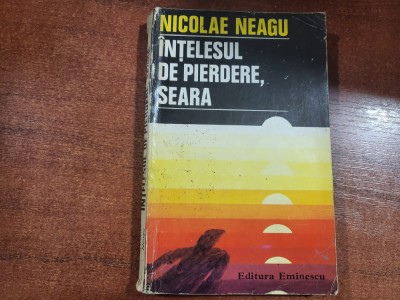 NICOLAE NEAGU
ÎNȚELESUL
DE PIERDERE,
SEARA
Editura Eminescu